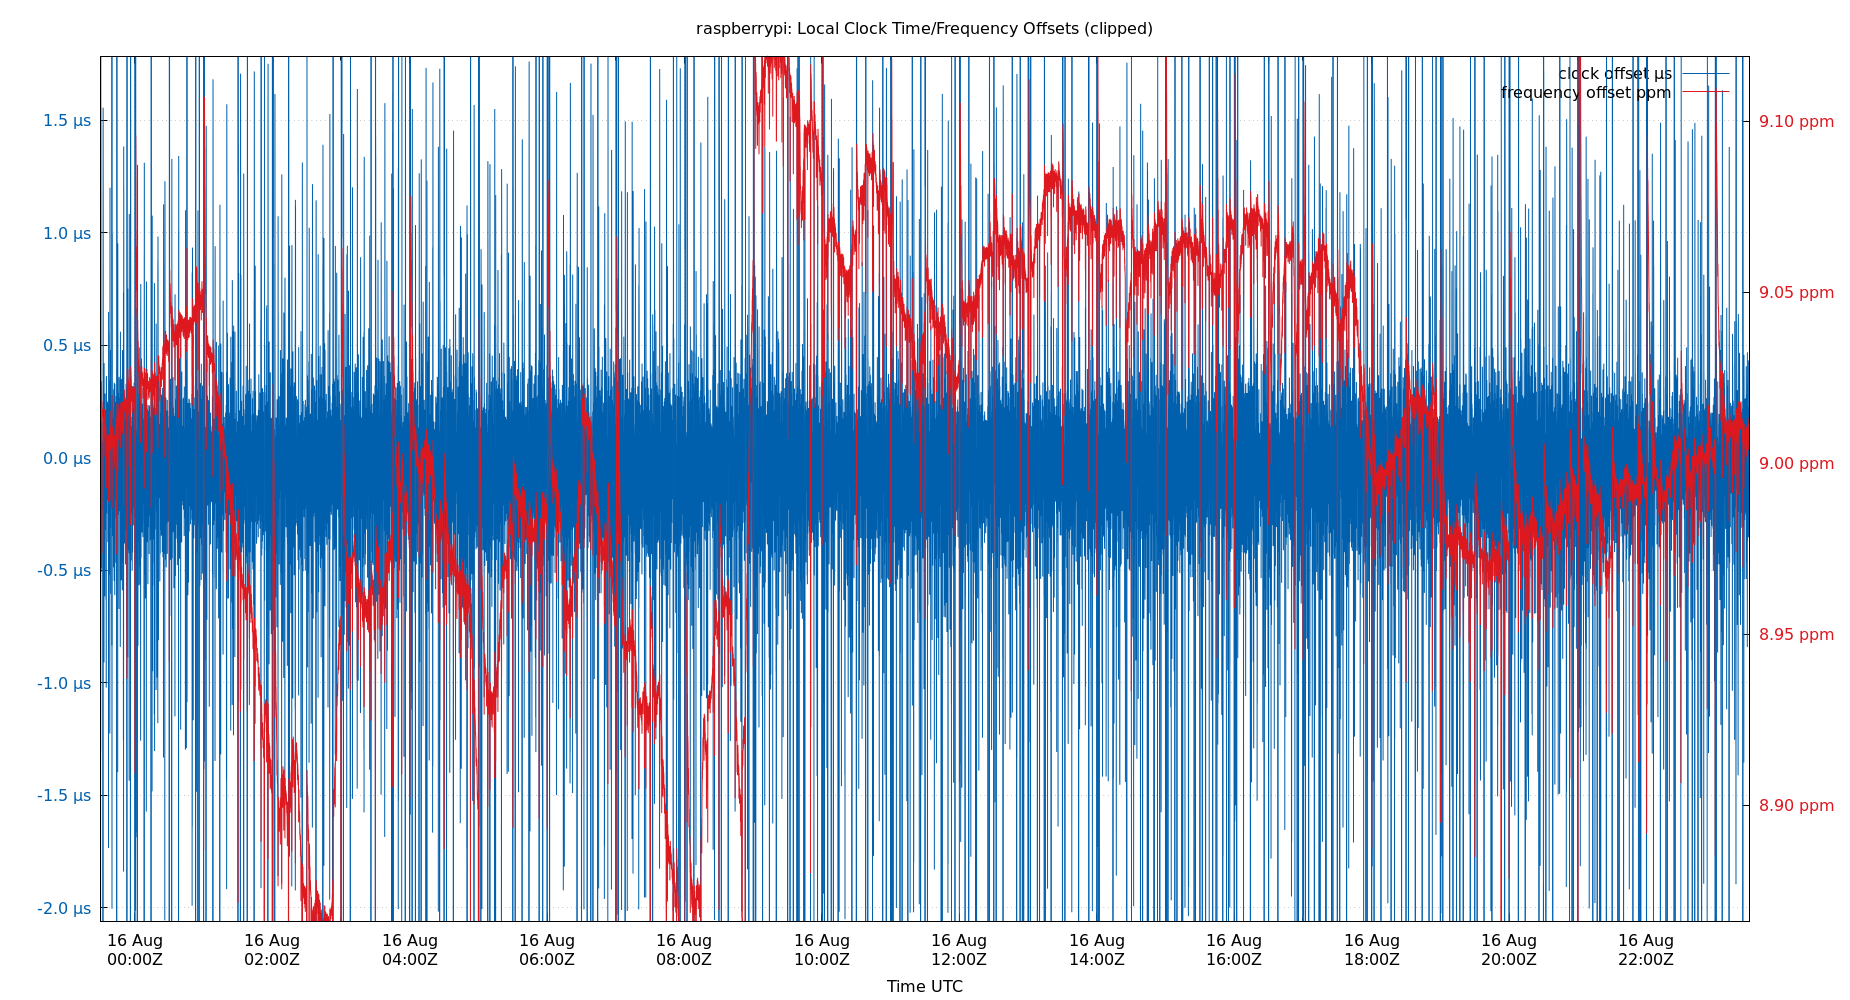 raspberrypi: Local Clock Time/Frequency Offsets (clipped)
clock offset µs
frequency offset ppm
1.5 µs
1.0 µs
0.5 µs
0.0 µs
-0.5 µs
-1.0 µs
-1.5 µs
-2.0 µs
9.10 ppm
9.05 ppm
9.00 ppm
8.95 ppm
8.90 ppm
16 Aug 16 Aug 16 Aug 16 Aug 16 Aug 16 Aug 16 Aug 16 Aug 16 Aug 16 Aug 16 Aug 16 Aug
00:00Z 02:00Z 04:00Z 06:00Z 08:00Z 10:00Z 12:00Z 14:00Z 16:00Z 18:00Z 20:00Z 22:00Z
Time UTC